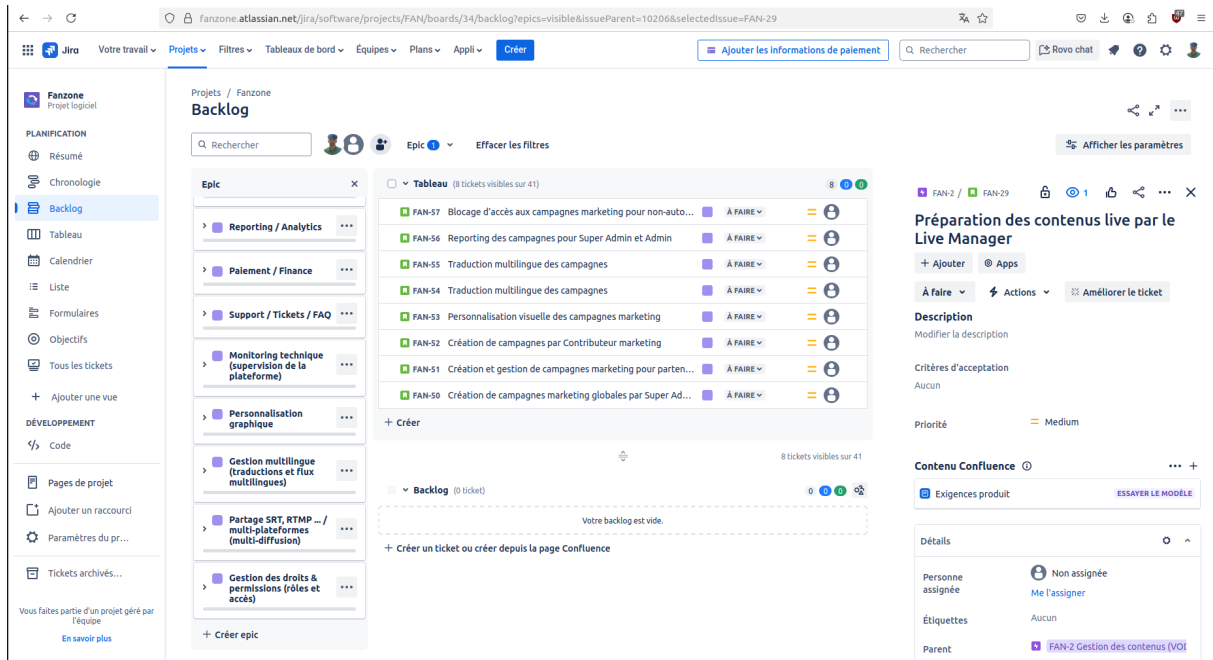 fanzone.atlassian.net/jira/software/projects/FAN/boards/34/backlog?epics=visible&issueParent=10206&selectedIssue=FAN-29
47
Jira Votre travail Projets Filtres Tableaux de bord Équipes Plans Appli Créer Ajouter les informations de paiement Rechercher Rovo chat
Fanzone
Projet logiciel
PLANIFICATION
Résumé
Chronologie
Backlog
Tableau
Calendrier
Liste
Formulaires
Objectifs
Tous les tickets
+ Ajouter une vue
DÉVELOPPEMENT
Code
Pages de projet
Ajouter un raccourci
Paramètres du pr...
Tickets archivés...
Vous faites partie d'un projet géré par
l'équipe
En savoir plus
Projets / Fanzone
Backlog
Rechercher Epic 1 Effacer les filtres Afficher les paramètres
Epic
Reporting / Analytics
Paiement / Finance
Support / Tickets / FAQ
Monitoring technique
(supervision de la
plateforme)
Personnalisation
graphique
Gestion multilingue
(traductions et flux
multilingues)
Partage SRT, RTMP ... /
multi-plateformes
(multi-diffusion)
Gestion des droits &
permissions (rôles et
accès)
+ Créer epic
Tableau (8 tickets visibles sur 41) 8 0 0
FAN-57 Blocage d'accès aux campagnes marketing pour non-auto... À FAIRE
FAN-56 Reporting des campagnes pour Super Admin et Admin À FAIRE
FAN-55 Traduction multilingue des campagnes À FAIRE
FAN-54 Traduction multilingue des campagnes À FAIRE
FAN-53 Personnalisation visuelle des campagnes marketing À FAIRE
FAN-52 Création de campagnes par Contributeur marketing À FAIRE
FAN-51 Création et gestion de campagnes marketing pour parten... À FAIRE
FAN-50 Création de campagnes marketing globales par Super Ad... À FAIRE
+ Créer
8 tickets visibles sur 41
Backlog (0 ticket) 0 0 0
Votre backlog est vide.
+ Créer un ticket ou créer depuis la page Confluence
FAN-2 / FAN-29 1
Préparation des contenus live par le
Live Manager
+ Ajouter Apps
À faire Actions Améliorer le ticket
Description
Modifier la description
Critères d'acceptation
Aucun
Priorité Medium
Contenu Confluence
Exigences produit ESSAYER LE MODÈLE
Détails
Personne
assignée
Non assignée
Me l'assigner
Étiquettes Aucun
Parent FAN-2 Gestion des contenus (VOD